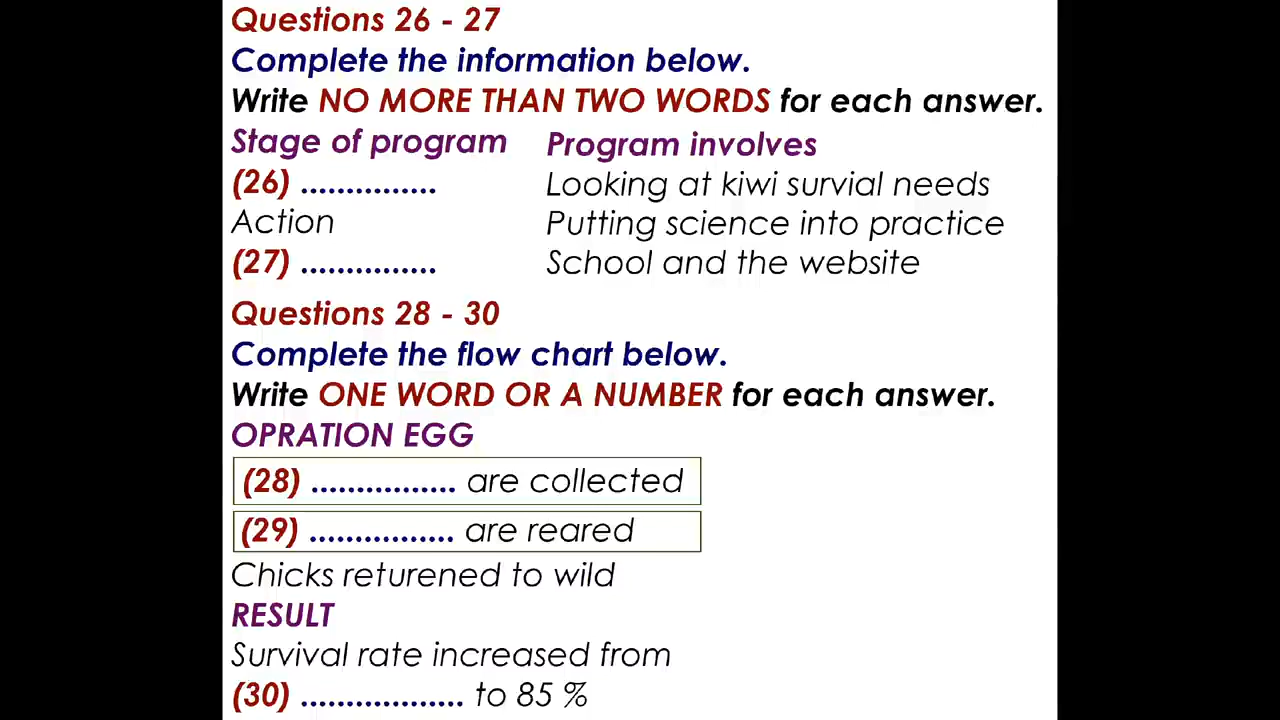 Questions 26 - 27
Complete the information below.
Write NO MORE THAN TWO WORDS for each answer.
Stage of program Program involves
(26) ............... Looking at kiwi survial needs
Action Putting science into practice
(27) ............... School and the website
Questions 28 - 30
Complete the flow chart below.
Write ONE WORD OR A NUMBER for each answer.
OPRATION EGG
(28) ................ are collected
(29) ................ are reared
Chicks returened to wild
RESULT
Survival rate increased from
(30) .................. to 85 %